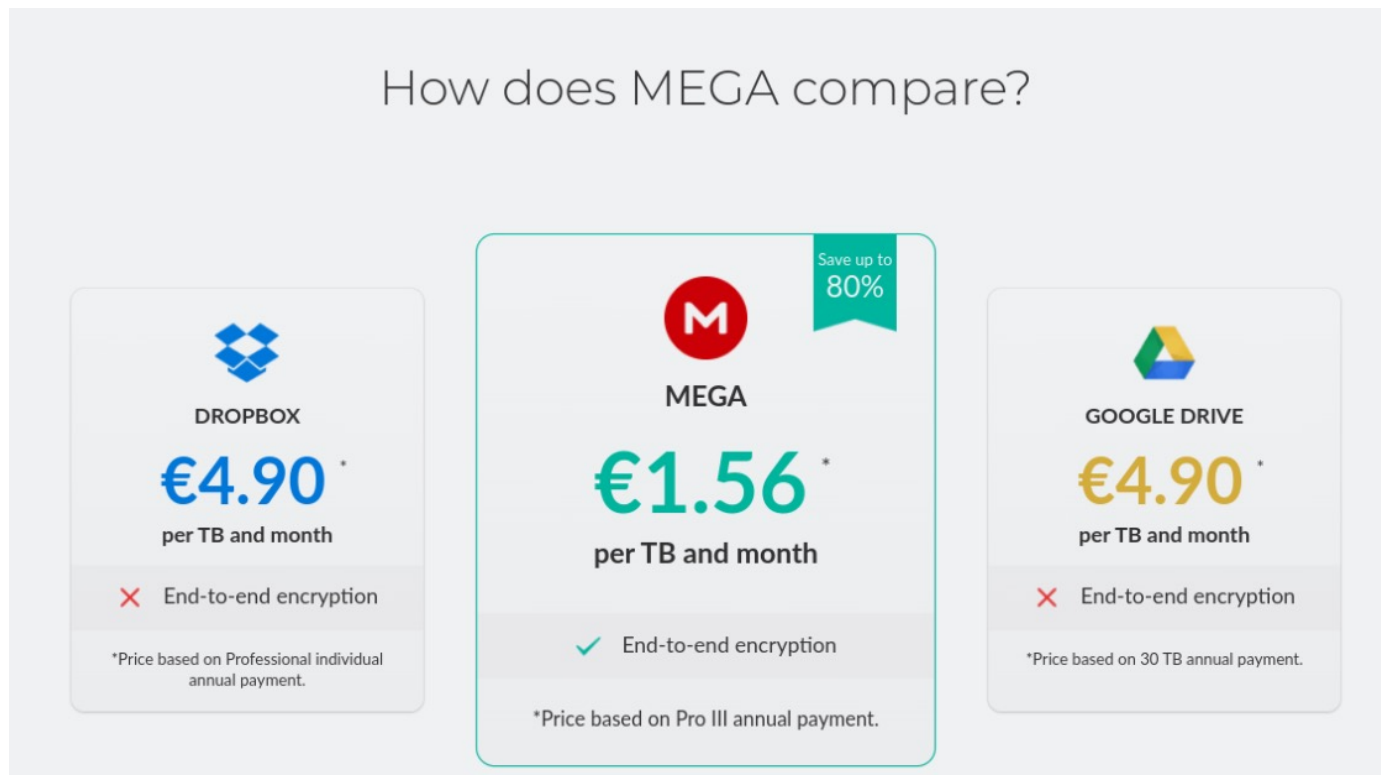 How does MEGA compare?
DROPBOX
€4.90 *
per TB and month
End-to-end encryption
*Price based on Professional individual
annual payment.
Save up to
80%
M
MEGA
€1.56 *
per TB and month
End-to-end encryption
*Price based on Pro III annual payment.
GOOGLE DRIVE
€4.90 *
per TB and month
End-to-end encryption
*Price based on 30 TB annual payment.